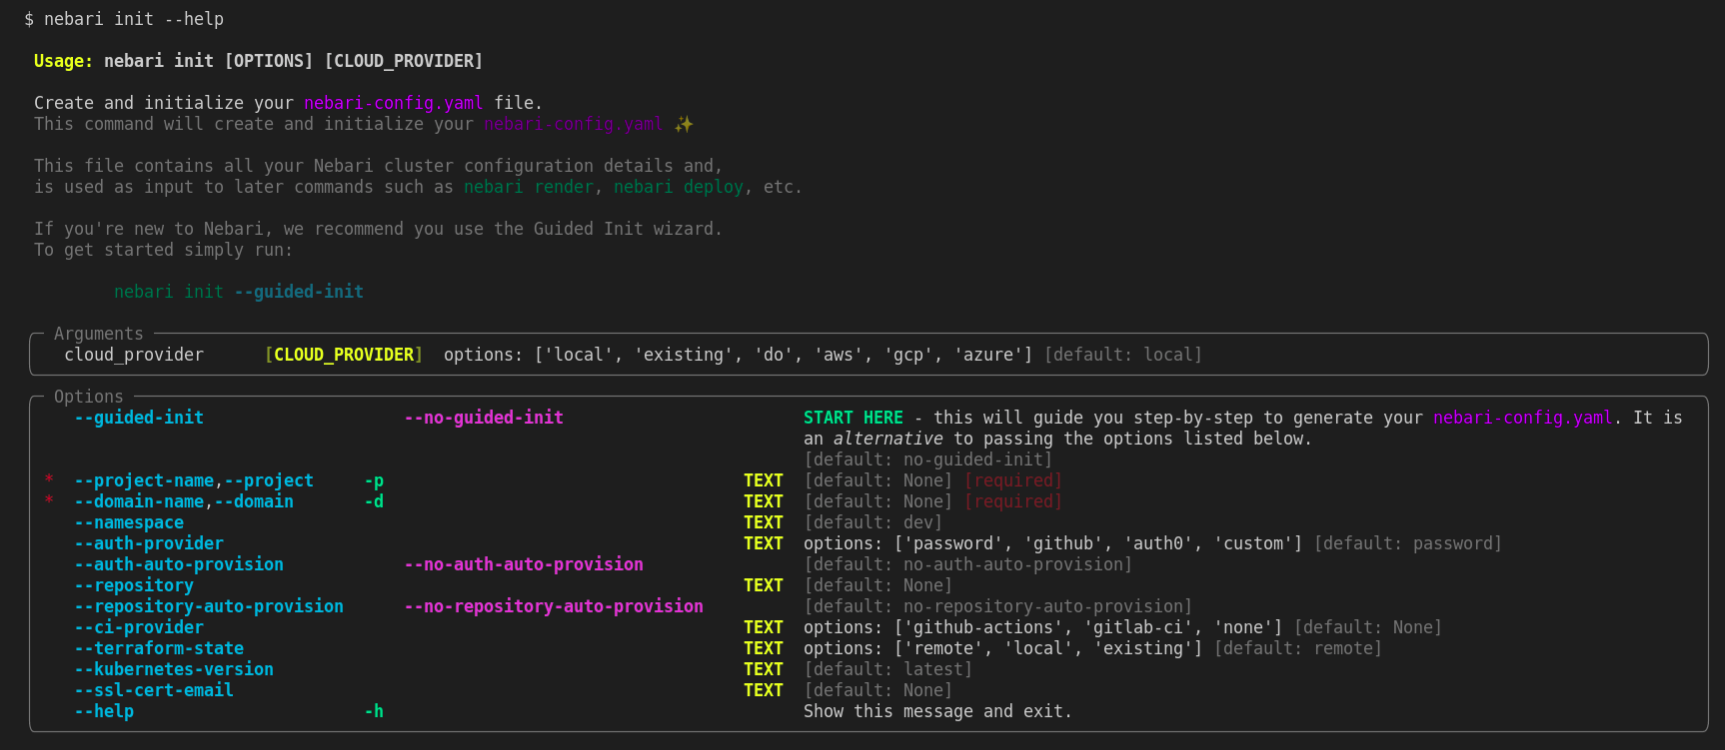 $ nebari init --help
Usage: nebari init [OPTIONS] [CLOUD_PROVIDER]
Create and initialize your nebari-config.yaml file.
This command will create and initialize your nebari-config.yaml ✨
This file contains all your Nebari cluster configuration details and,
is used as input to later commands such as nebari render, nebari deploy, etc.
If you're new to Nebari, we recommend you use the Guided Init wizard.
To get started simply run:
nebari init --guided-init
Arguments
cloud_provider [CLOUD_PROVIDER] options: ['local', 'existing', 'do', 'aws', 'gcp', 'azure'] [default: local]
Options
--guided-init --no-guided-init START HERE - this will guide you step-by-step to generate your nebari-config.yaml. It is
an alternative to passing the options listed below.
[default: no-guided-init]
* --project-name,--project -p TEXT [default: None] [required]
* --domain-name,--domain -d TEXT [default: None] [required]
--namespace TEXT [default: dev]
--auth-provider TEXT options: ['password', 'github', 'auth0', 'custom'] [default: password]
--auth-auto-provision --no-auth-auto-provision [default: no-auth-auto-provision]
--repository TEXT [default: None]
--repository-auto-provision --no-repository-auto-provision [default: no-repository-auto-provision]
--ci-provider TEXT options: ['github-actions', 'gitlab-ci', 'none'] [default: None]
--terraform-state TEXT options: ['remote', 'local', 'existing'] [default: remote]
--kubernetes-version TEXT [default: latest]
--ssl-cert-email TEXT [default: None]
--help -h Show this message and exit.